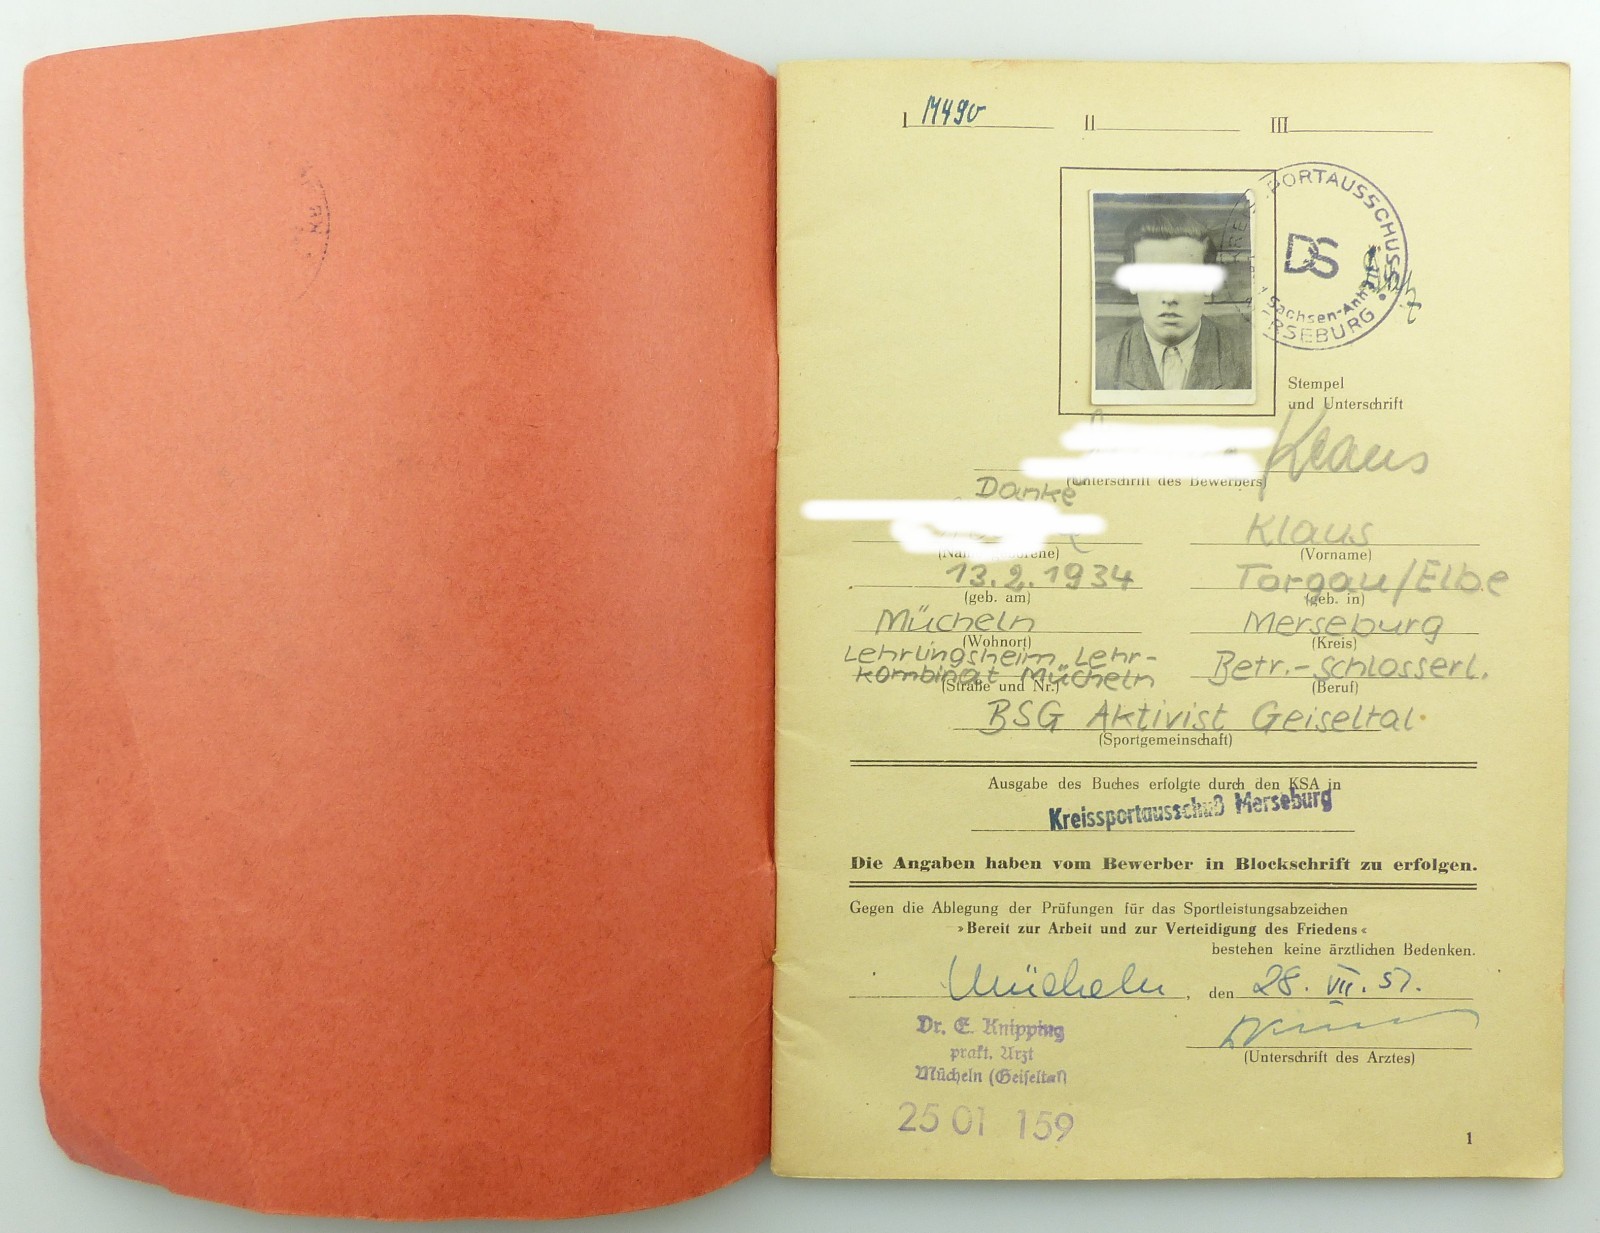 I M490 II III
KREISSPORTAUSSCHUSS
DS
Sachsen-Anh
MERSEBURG
Stempel
und Unterschrift
Klaus
(Unterschrift des Bewerbers)
Danke
Klaus
(Vorname)
13.2.1934 Torgau/Elbe
(geb. am) (geb. in)
Mücheln Merseburg
(Wohnort) (Kreis)
Lehrlingsheim, Lehr-
kombinat Mücheln Betr.-Schlosserl.
(Straße und Nr.) (Beruf)
BSG Aktivist Geiseltal
(Sportgemeinschaft)
Ausgabe des Buches erfolgte durch den KSA in
Kreissportausschuß Merseburg
Die Angaben haben vom Bewerber in Blockschrift zu erfolgen.
Gegen die Ablegung der Prüfungen für das Sportleistungsabzeichen
»Bereit zur Arbeit und zur Verteidigung des Friedens«
bestehen keine ärztlichen Bedenken.
Mücheln, den 28. VII. 51.
Dr. E. Knipping
prakt. Arzt
Mücheln (Geiseltal)
(Unterschrift des Arztes)
25 01 159
1